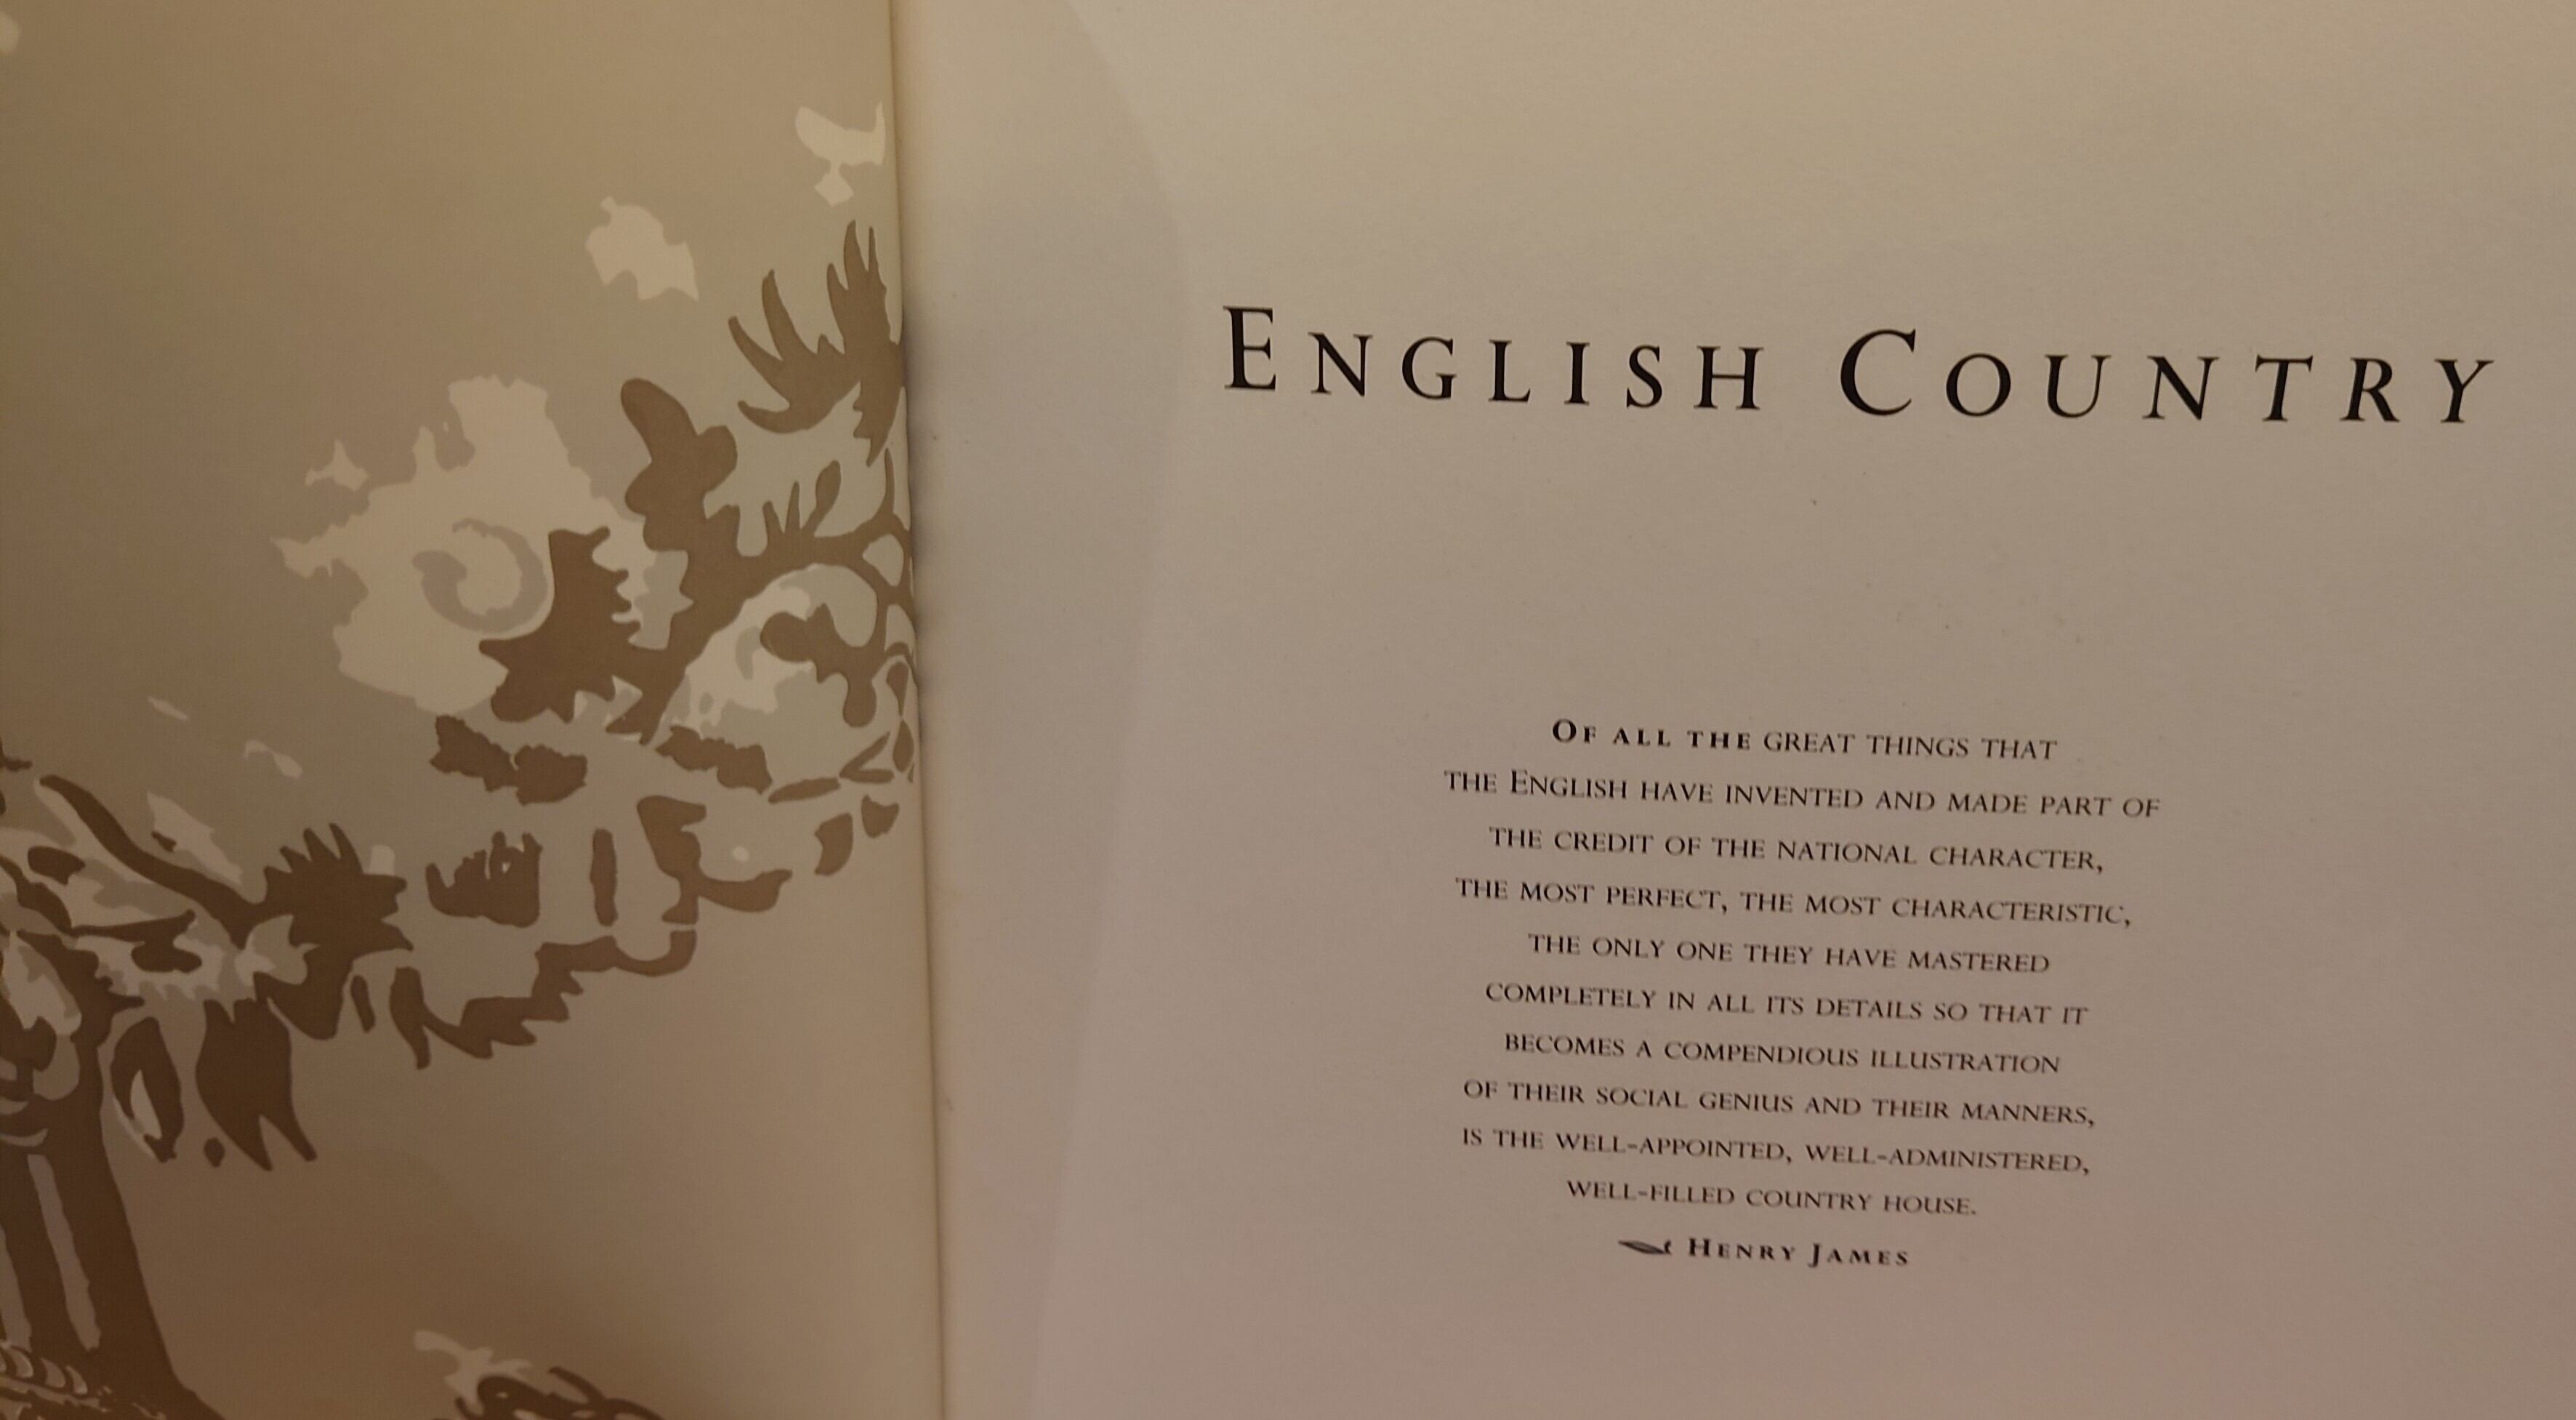 ENGLISH COUNTRY
OF ALL THE GREAT THINGS THAT
THE ENGLISH HAVE INVENTED AND MADE PART OF
THE CREDIT OF THE NATIONAL CHARACTER,
THE MOST PERFECT, THE MOST CHARACTERISTIC,
THE ONLY ONE THEY HAVE MASTERED
COMPLETELY IN ALL ITS DETAILS SO THAT IT
BECOMES A COMPENDIOUS ILLUSTRATION
OF THEIR SOCIAL GENIUS AND THEIR MANNERS,
IS THE WELL-APPOINTED, WELL-ADMINISTERED,
WELL-FILLED COUNTRY HOUSE.
HENRY JAMES